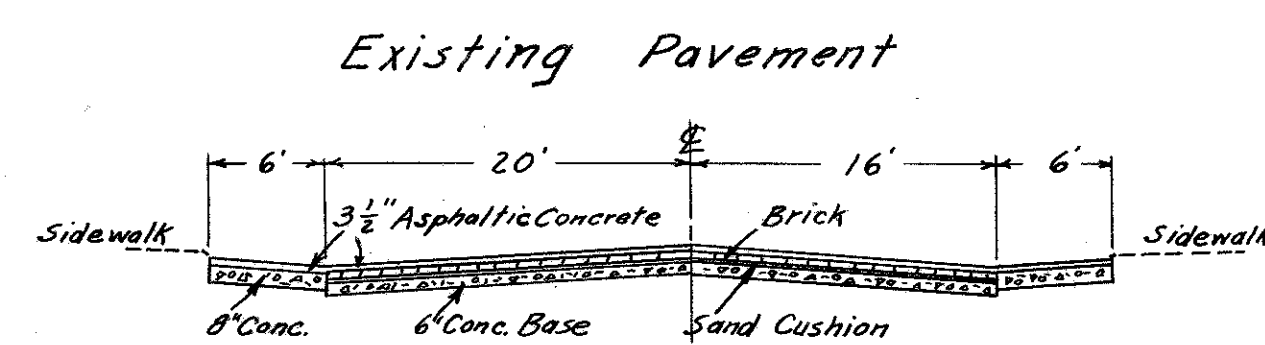 Existing Pavement
℄
6' 20' 16' 6'
3 1/2" Asphaltic Concrete Brick
Sidewalk Sidewalk
8" Conc. 6" Conc. Base Sand Cushion